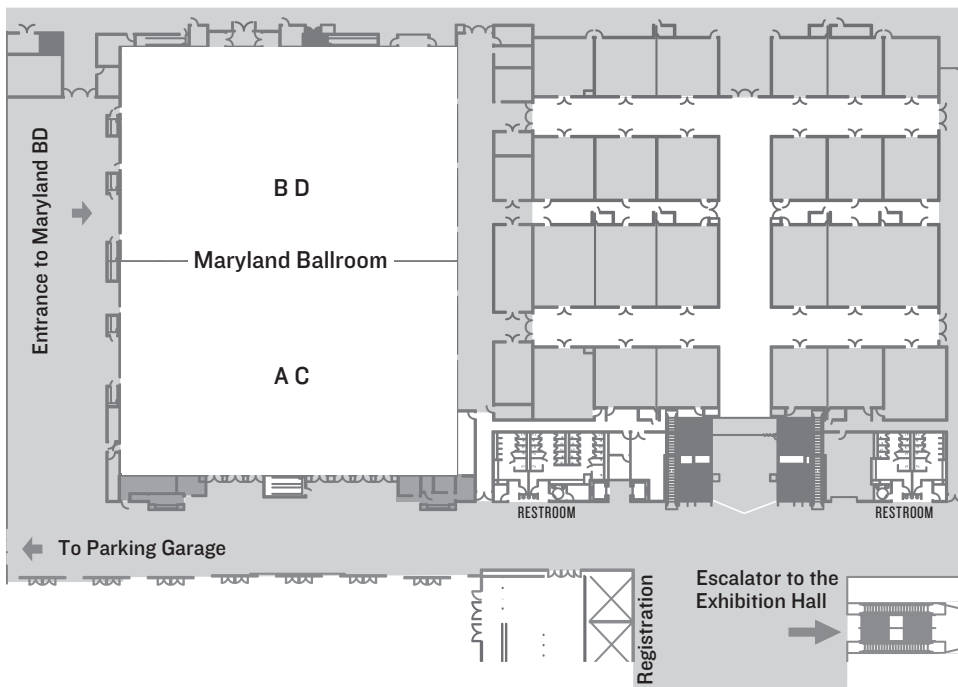 Entrance to Maryland BD
B D
Maryland Ballroom
A C
RESTROOM
RESTROOM
To Parking Garage
Registration
Escalator to the
Exhibition Hall